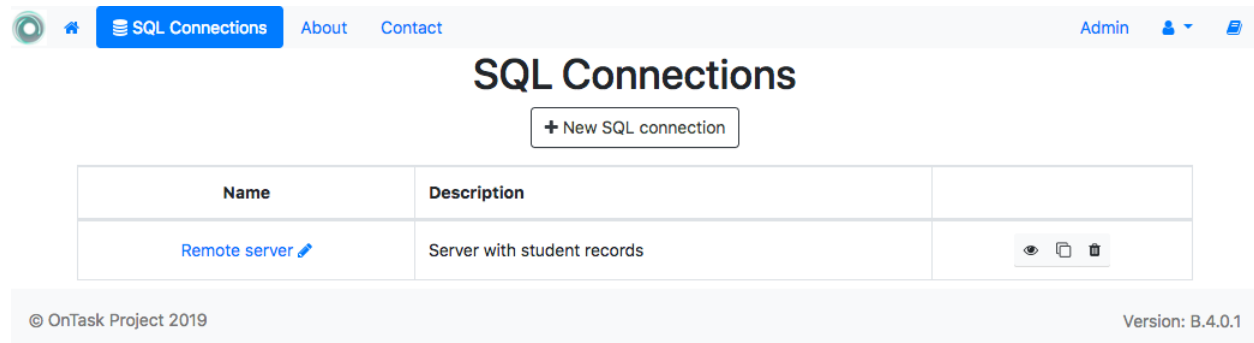 SQL Connections About Contact Admin
SQL Connections
+ New SQL connection
Name Description
Remote server Server with student records
© OnTask Project 2019 Version: B.4.0.1